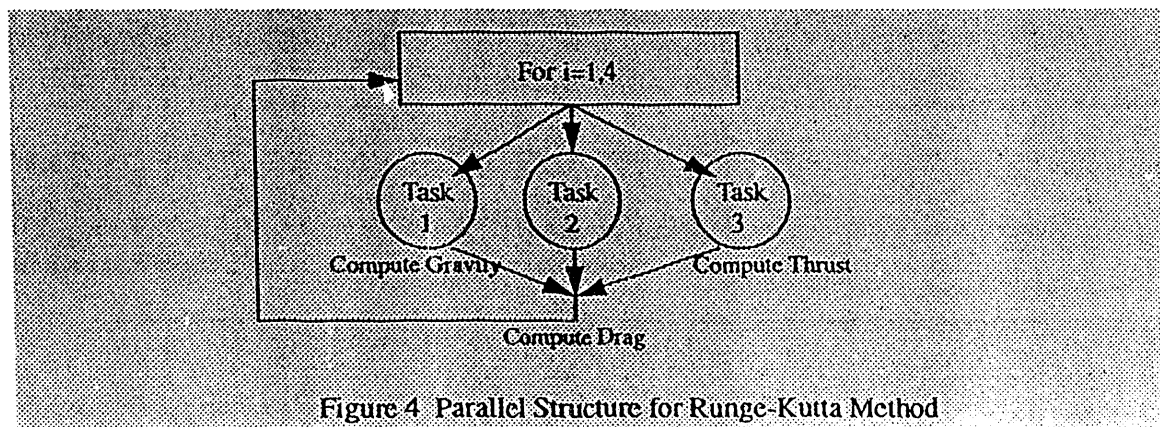 For i=1,4
Task
1
Task
2
Task
3
Compute Gravity
Compute Thrust
Compute Drag
Figure 4 Parallel Structure for Runge-Kutta Method